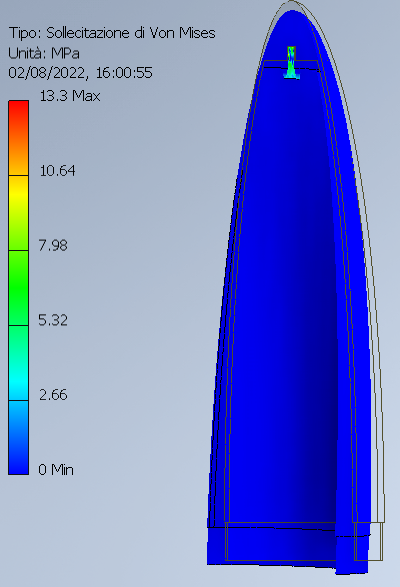 Tipo: Sollecitazione di Von Mises
Unità: MPa
02/08/2022, 16:00:55
13.3 Max
10.64
7.98
5.32
2.66
0 Min